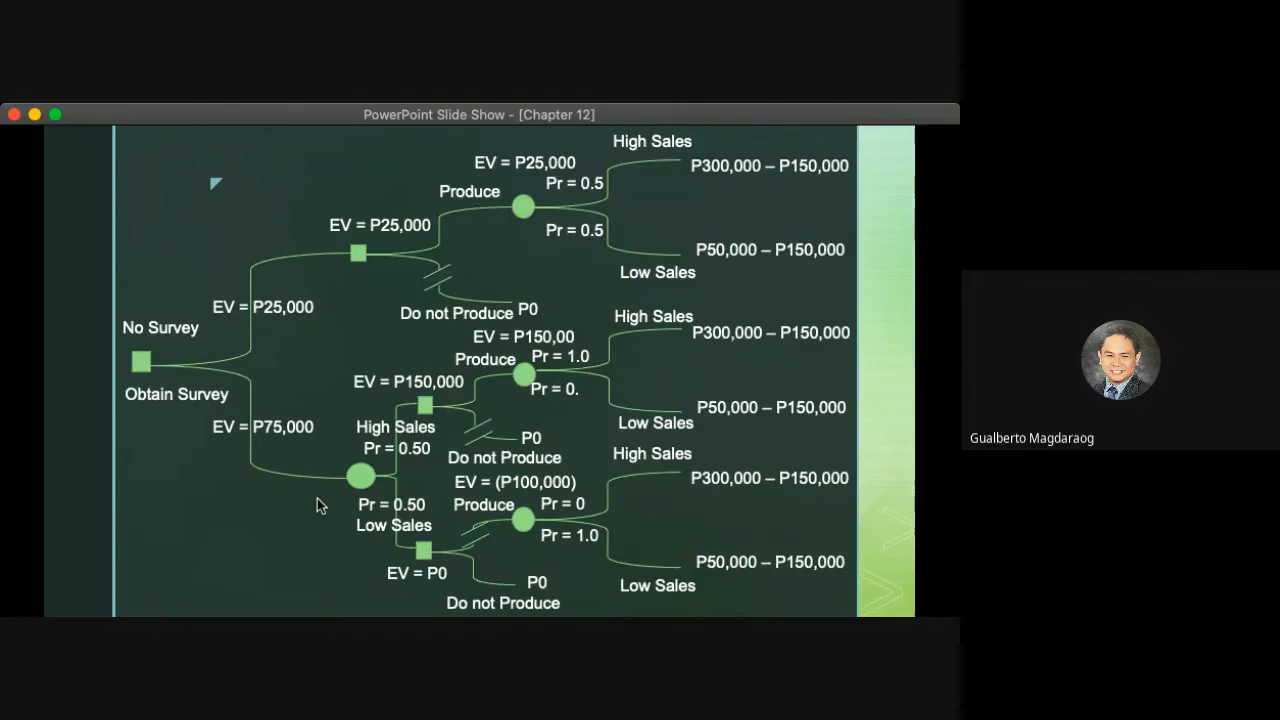 PowerPoint Slide Show - [Chapter 12]
High Sales
EV = P25,000
P300,000 – P150,000
Pr = 0.5
Produce
EV = P25,000
Pr = 0.5
P50,000 – P150,000
Low Sales
EV = P25,000
Do not Produce P0
High Sales
No Survey
EV = P150,00
P300,000 – P150,000
Produce
Pr = 1.0
EV = P150,000
Pr = 0.
Obtain Survey
P50,000 – P150,000
Low Sales
EV = P75,000
High Sales
P0
Pr = 0.50
Do not Produce
High Sales
EV = (P100,000)
P300,000 – P150,000
Pr = 0.50
Produce
Pr = 0
Low Sales
Pr = 1.0
P50,000 – P150,000
EV = P0
P0
Low Sales
Do not Produce
Gualberto Magdaraog